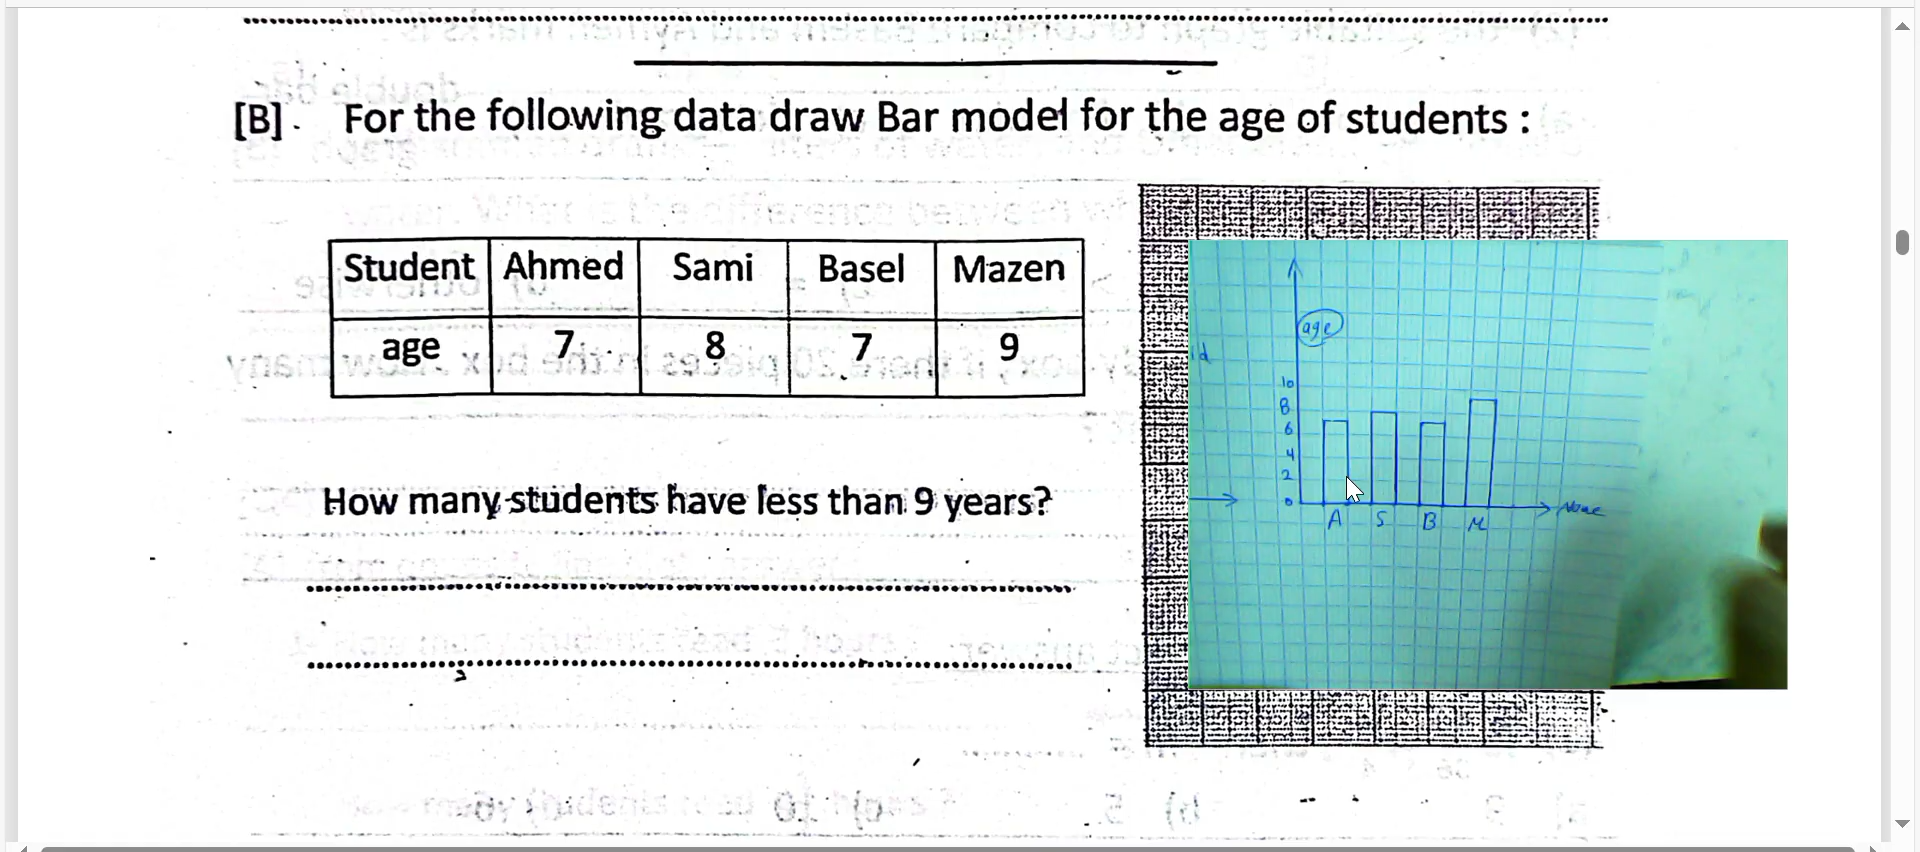 [B]. For the following data draw Bar model for the age of students :
Student Ahmed Sami Basel Mazen
age 7 8 7 9
How many students have less than 9 years?
age
10
8
6
4
2
0
A S B M